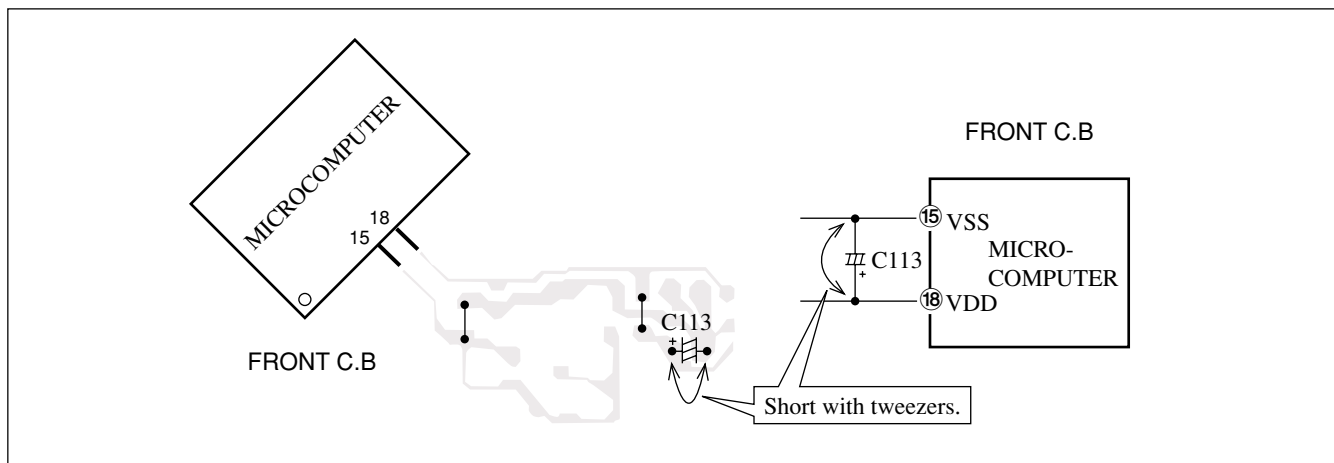 MICROCOMPUTER
18
15
FRONT C.B
C113
+
Short with tweezers.
FRONT C.B
15 VSS
C113
+
MICRO-
COMPUTER
18 VDD